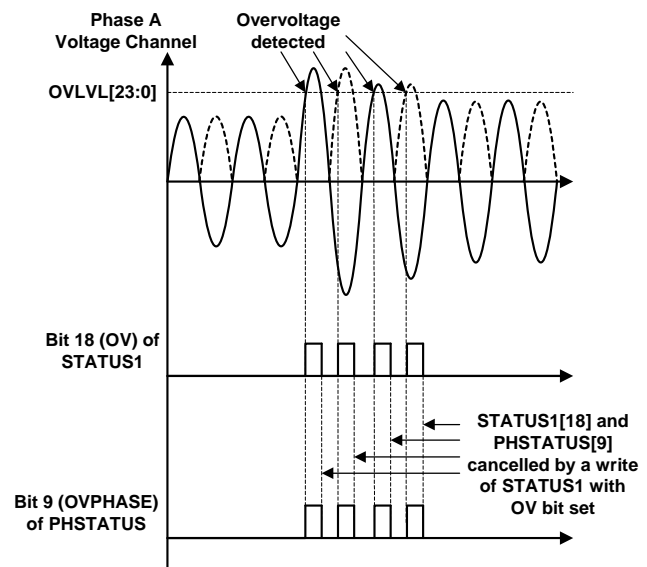 Phase A
Voltage Channel
Overvoltage
detected
OVLVL[23:0]
Bit 18 (OV) of
STATUS1
STATUS1[18] and
PHSTATUS[9]
cancelled by a write
of STATUS1 with
OV bit set
Bit 9 (OVPHASE)
of PHSTATUS